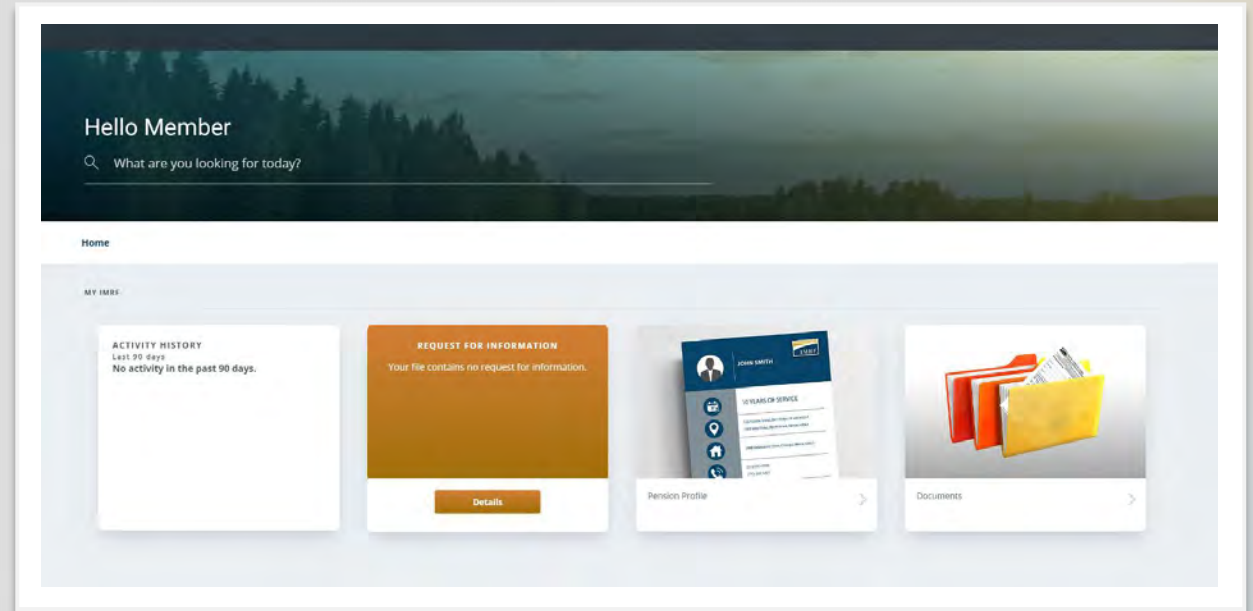 Hello Member
What are you looking for today?
Home
MY IMRF
ACTIVITY HISTORY
Last 90 days
No activity in the past 90 days.
REQUEST FOR INFORMATION
Your file contains no request for information.
Details
JOHN SMITH
IMRF
YEARS OF SERVICE
Pension Profile
Documents